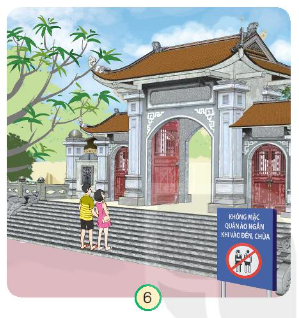 KHÔNG MẶC
QUẦN ÁO NGẮN
KHI VÀO ĐỀN, CHÙA
6